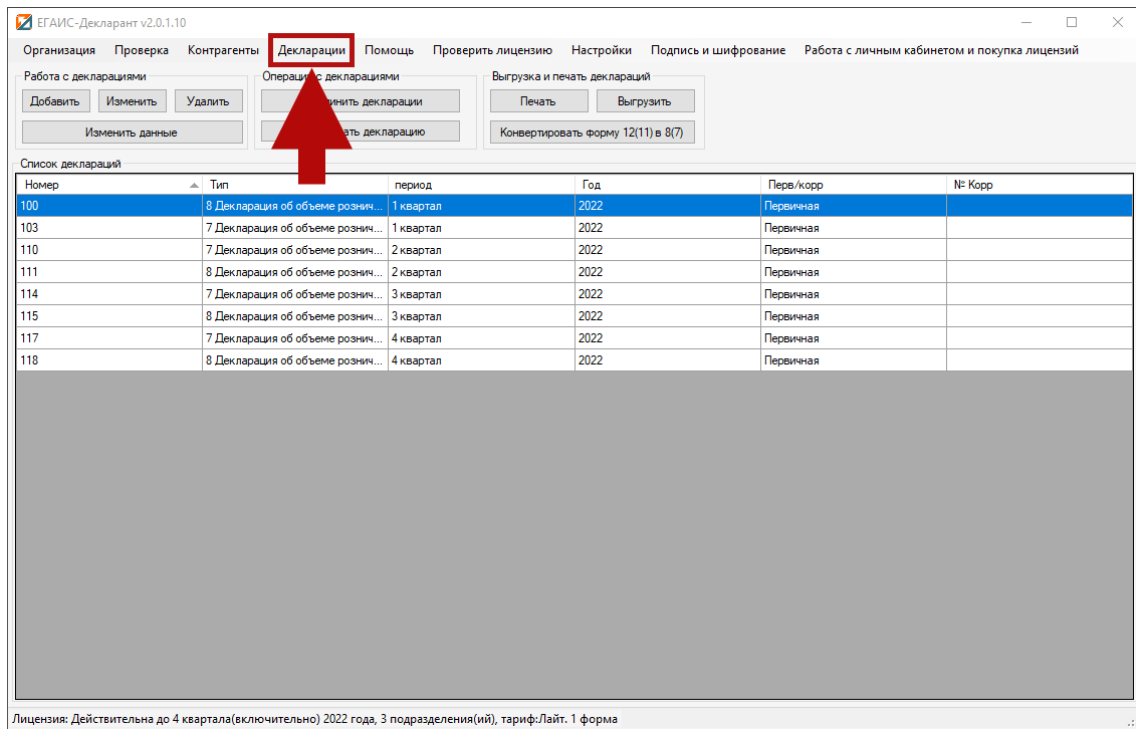 ЕГАИС-Декларант v2.0.1.10
Организация Проверка Контрагенты Декларации Помощь Проверить лицензию Настройки Подпись и шифрование Работа с личным кабинетом и покупка лицензий
Работа с декларациями Операции с декларациями Выгрузка и печать деклараций
Добавить Изменить Удалить декларации Печать Выгрузить
Изменить данные декларацию Конвертировать форму 12(11) в 8(7)
Список деклараций
Номер Тип период Год Перв/корр № Корр
100 8 Декларация об объеме рознич... 1 квартал 2022 Первичная
103 7 Декларация об объеме рознич... 1 квартал 2022 Первичная
110 7 Декларация об объеме рознич... 2 квартал 2022 Первичная
111 8 Декларация об объеме рознич... 2 квартал 2022 Первичная
114 7 Декларация об объеме рознич... 3 квартал 2022 Первичная
115 8 Декларация об объеме рознич... 3 квартал 2022 Первичная
117 7 Декларация об объеме рознич... 4 квартал 2022 Первичная
118 8 Декларация об объеме рознич... 4 квартал 2022 Первичная
Лицензия: Действительна до 4 квартала(включительно) 2022 года, 3 подразделения(ий), тариф:Лайт. 1 форма